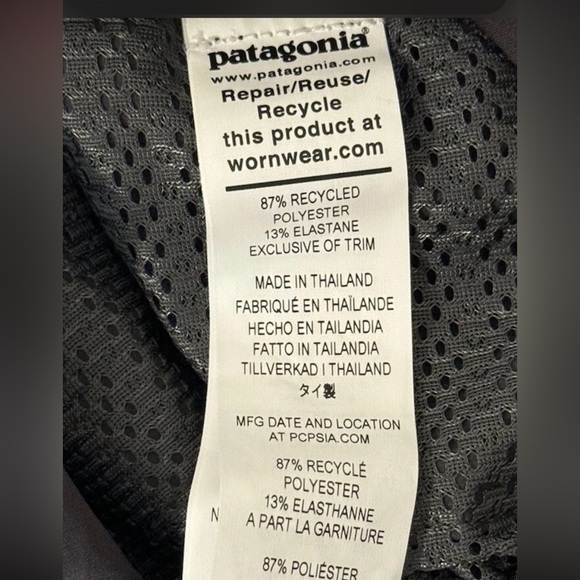 patagonia®
www.patagonia.com
Repair/Reuse/
Recycle
this product at
wornwear.com
87% RECYCLED
POLYESTER
13% ELASTANE
EXCLUSIVE OF TRIM
MADE IN THAILAND
FABRIQUÉ EN THAÏLANDE
HECHO EN TAILANDIA
FATTO IN TAILANDIA
TILLVERKAD I THAILAND
タイ製
MFG DATE AND LOCATION
AT PCPSIA.COM
87% RECYCLÉ
POLYESTER
13% ELASTHANNE
N
A PART LA GARNITURE
87% POLIÉSTER